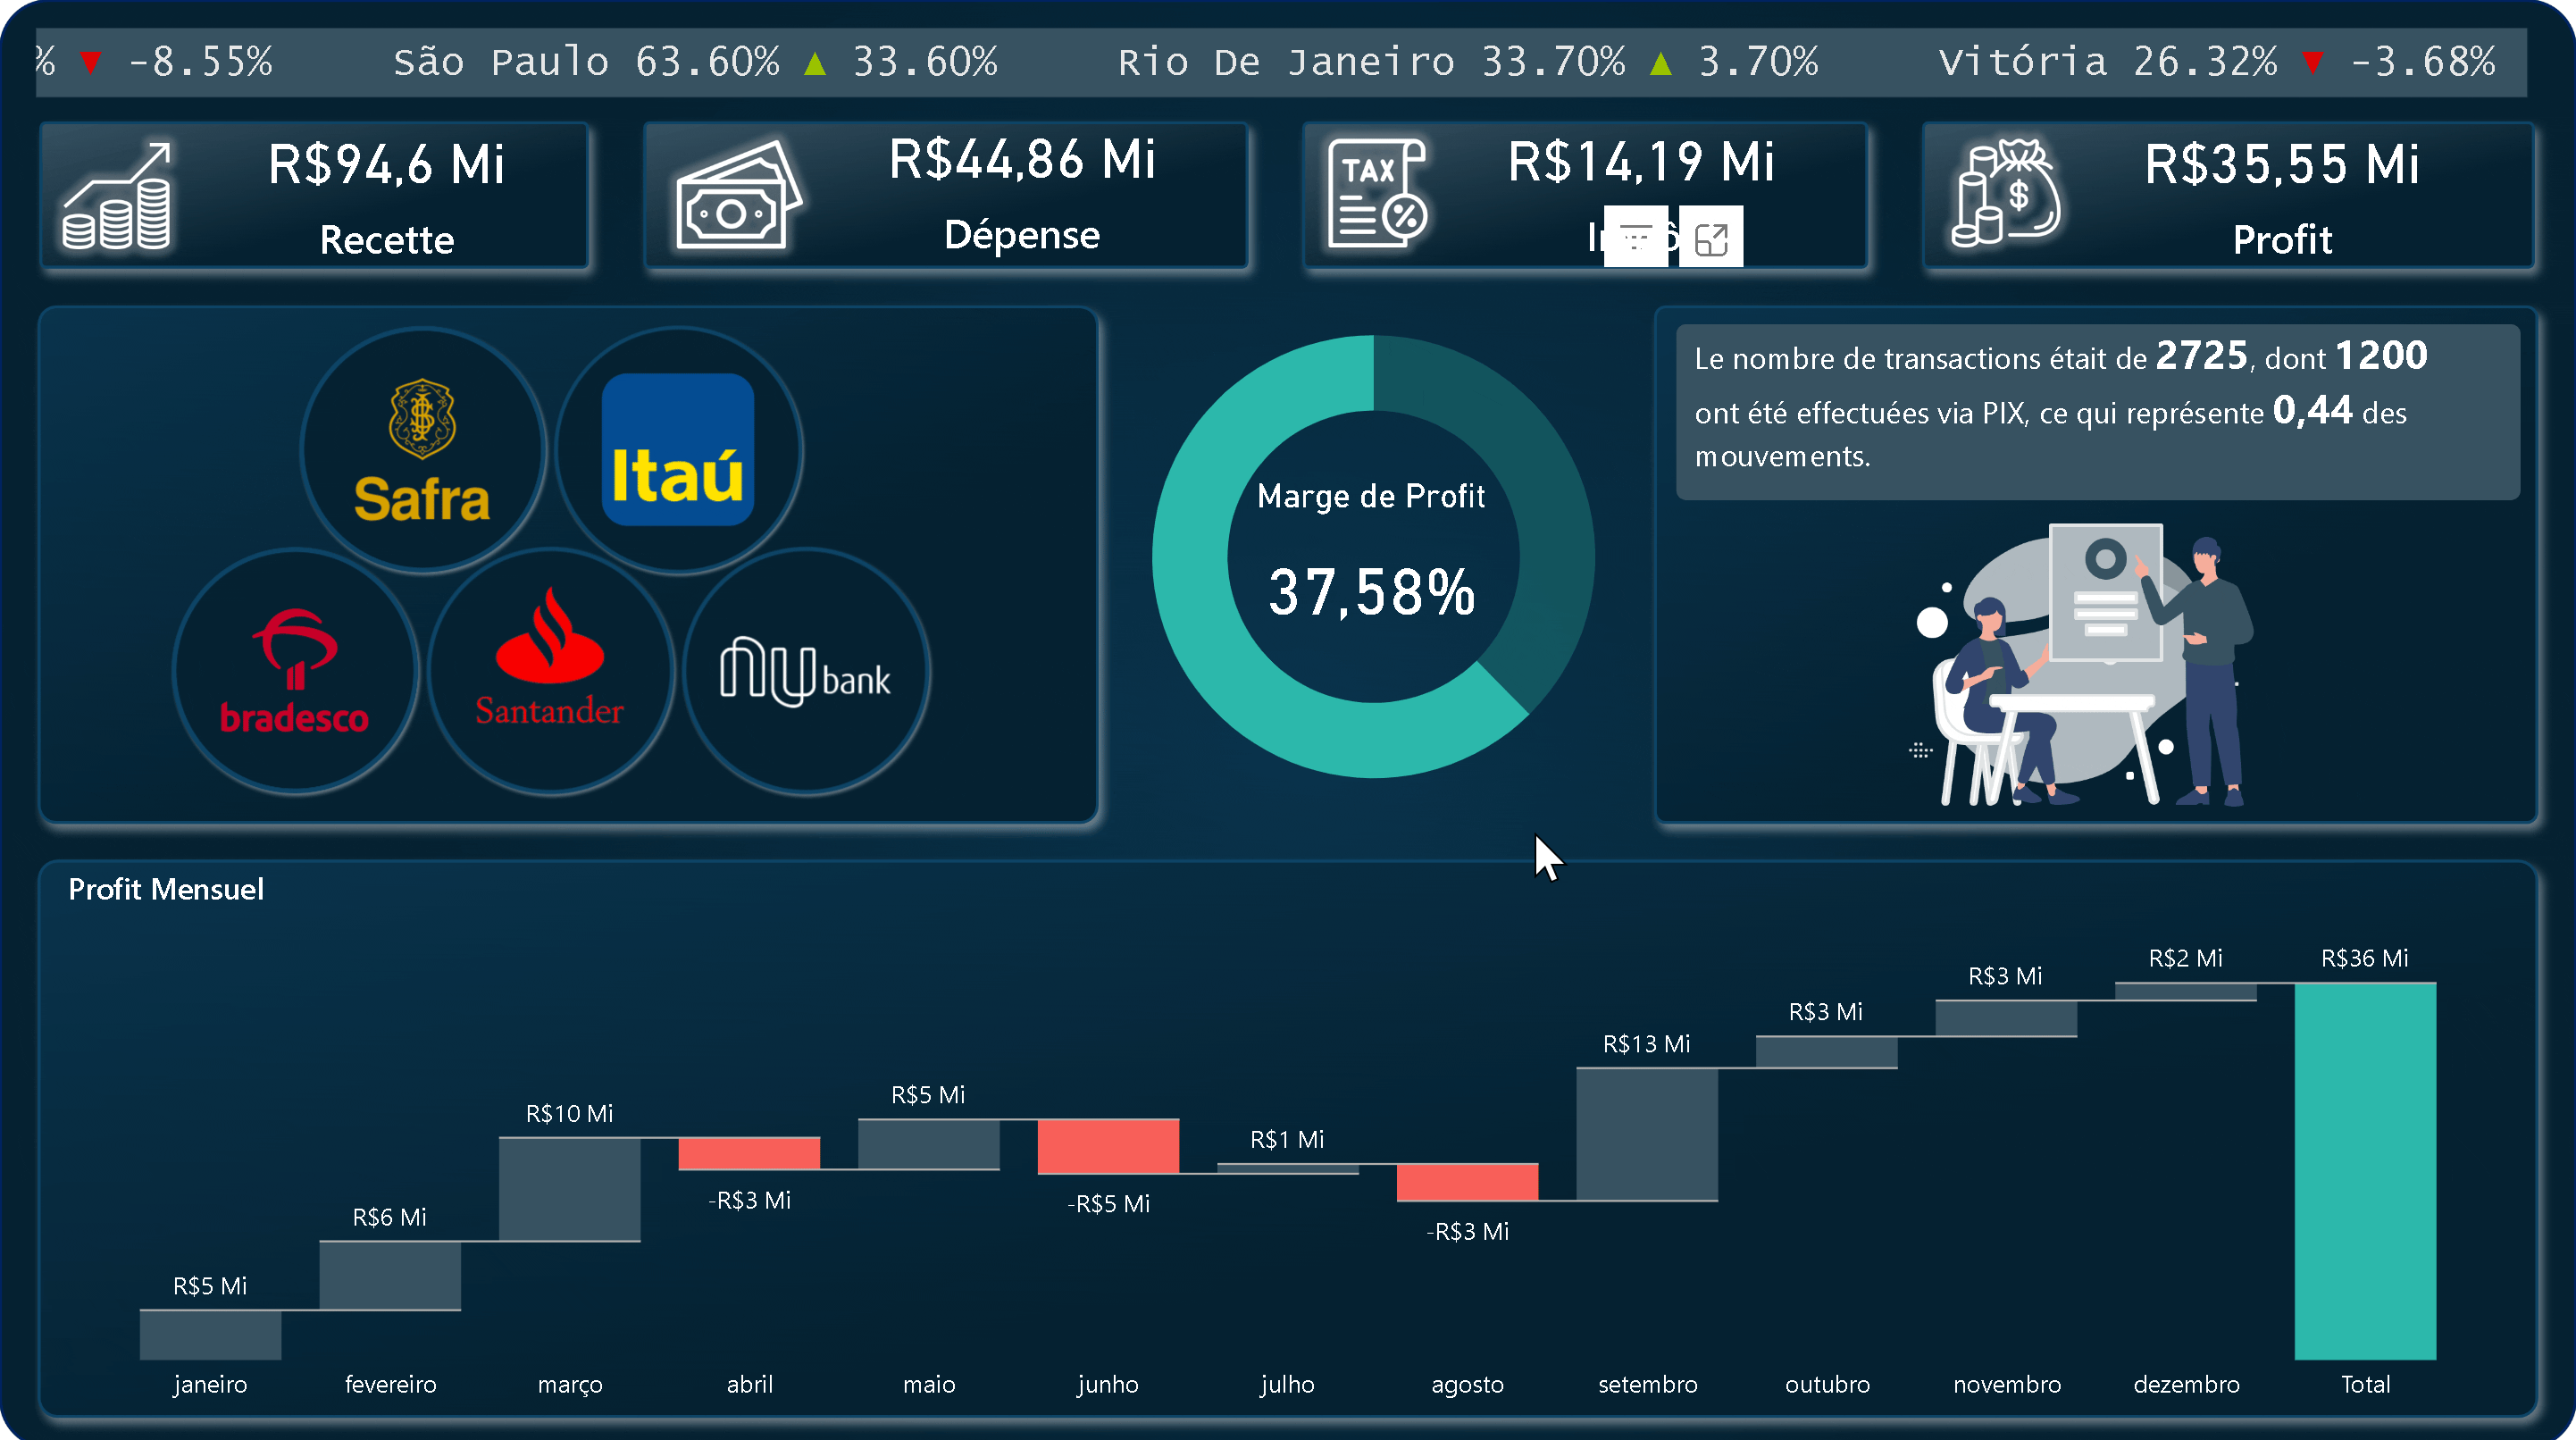 % ▼ -8.55% São Paulo 63.60% ▲ 33.60% Rio De Janeiro 33.70% ▲ 3.70% Vitória 26.32% ▼ -3.68%
R$94,6 Mi
Recette
R$44,86 Mi
Dépense
TAX
R$14,19 Mi
R$35,55 Mi
Profit
Safra
Itaú
bradesco
Santander
nu bank
Marge de Profit
37,58%
Le nombre de transactions était de 2725, dont 1200
ont été effectuées via PIX, ce qui représente 0,44 des
mouvements.
Profit Mensuel
R$5 Mi
R$6 Mi
R$10 Mi
-R$3 Mi
R$5 Mi
-R$5 Mi
R$1 Mi
-R$3 Mi
R$13 Mi
R$3 Mi
R$3 Mi
R$2 Mi
R$36 Mi
janeiro fevereiro março abril maio junho julho agosto setembro outubro novembro dezembro Total